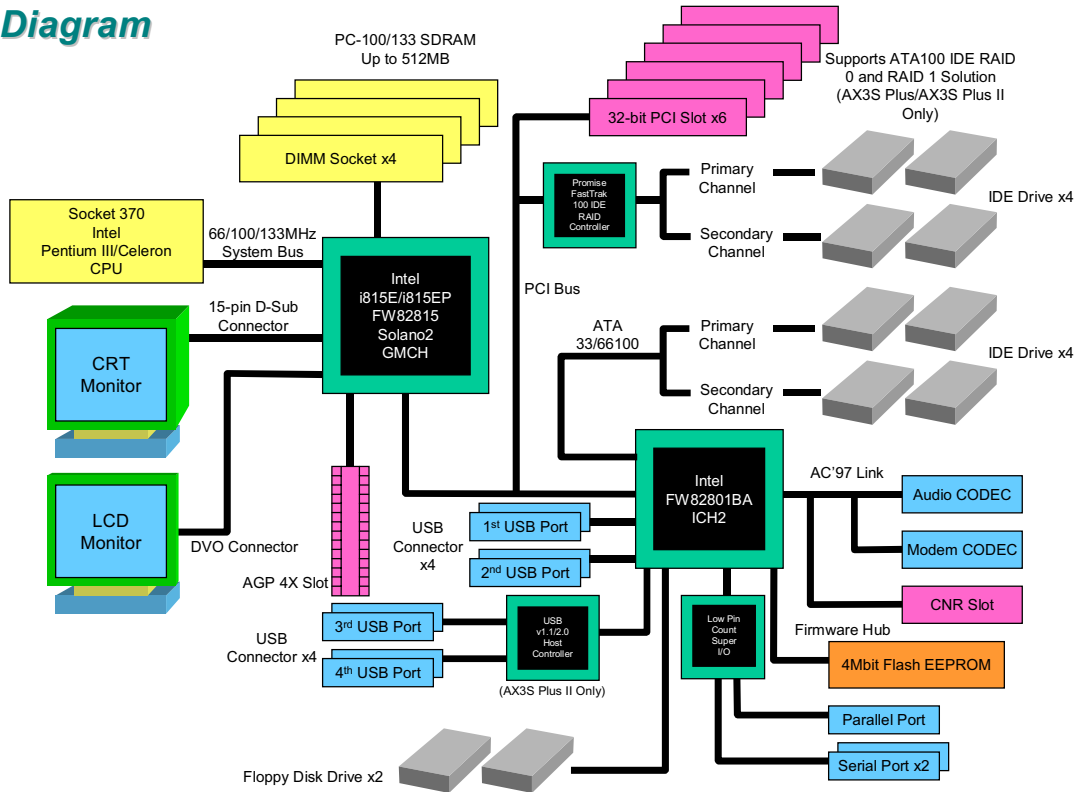 Diagram
PC-100/133 SDRAM
Up to 512MB
DIMM Socket x4
32-bit PCI Slot x6
Supports ATA100 IDE RAID
0 and RAID 1 Solution
(AX3S Plus/AX3S Plus II
Only)
Promise
FastTrak
100 IDE
RAID
Controller
Primary
Channel
Secondary
Channel
IDE Drive x4
Socket 370
Intel
Pentium III/Celeron
CPU
66/100/133MHz
System Bus
Intel
i815E/i815EP
FW82815
Solano2
GMCH
PCI Bus
15-pin D-Sub
Connector
CRT
Monitor
ATA
33/66100
Primary
Channel
Secondary
Channel
IDE Drive x4
LCD
Monitor
DVO Connector
AGP 4X Slot
USB
Connector
x4
1st USB Port
2nd USB Port
Intel
FW82801BA
ICH2
AC'97 Link
Audio CODEC
Modem CODEC
CNR Slot
USB
Connector x4
3rd USB Port
4th USB Port
USB
v1.1/2.0
Host
Controller
(AX3S Plus II Only)
Low Pin
Count
Super
I/O
Firmware Hub
4Mbit Flash EEPROM
Parallel Port
Serial Port x2
Floppy Disk Drive x2